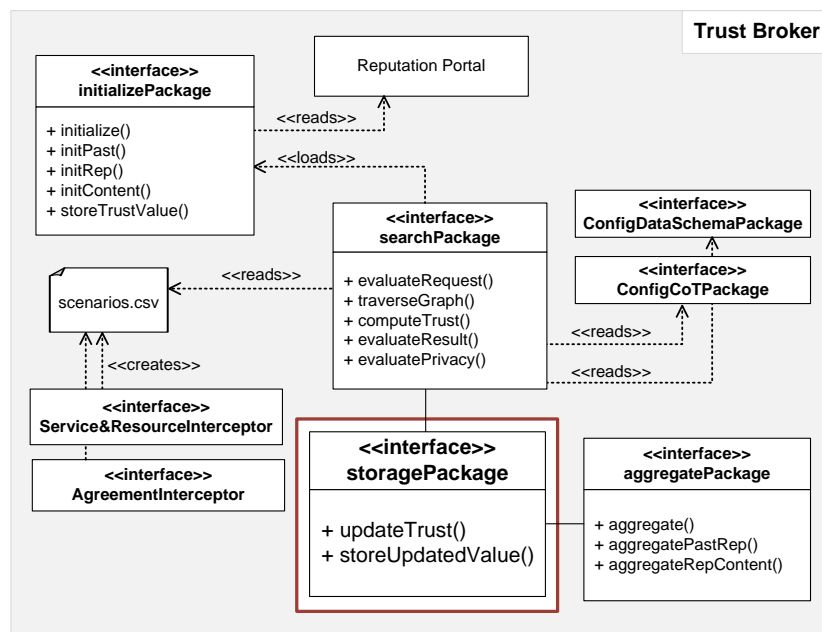 Trust Broker
<<interface>>
initializePackage
+ initialize()
+ initPast()
+ initRep()
+ initContent()
+ storeTrustValue()
Reputation Portal
<<reads>>
<<loads>>
<<interface>>
searchPackage
+ evaluateRequest()
+ traverseGraph()
+ computeTrust()
+ evaluateResult()
+ evaluatePrivacy()
<<interface>>
ConfigDataSchemaPackage
<<interface>>
ConfigCoTPackage
<<reads>>
<<reads>>
<<reads>>
scenarios.csv
<<creates>>
<<interface>>
Service&ResourceInterceptor
<<interface>>
AgreementInterceptor
<<interface>>
storagePackage
+ updateTrust()
+ storeUpdatedValue()
<<interface>>
aggregatePackage
+ aggregate()
+ aggregatePastRep()
+ aggregateRepContent()